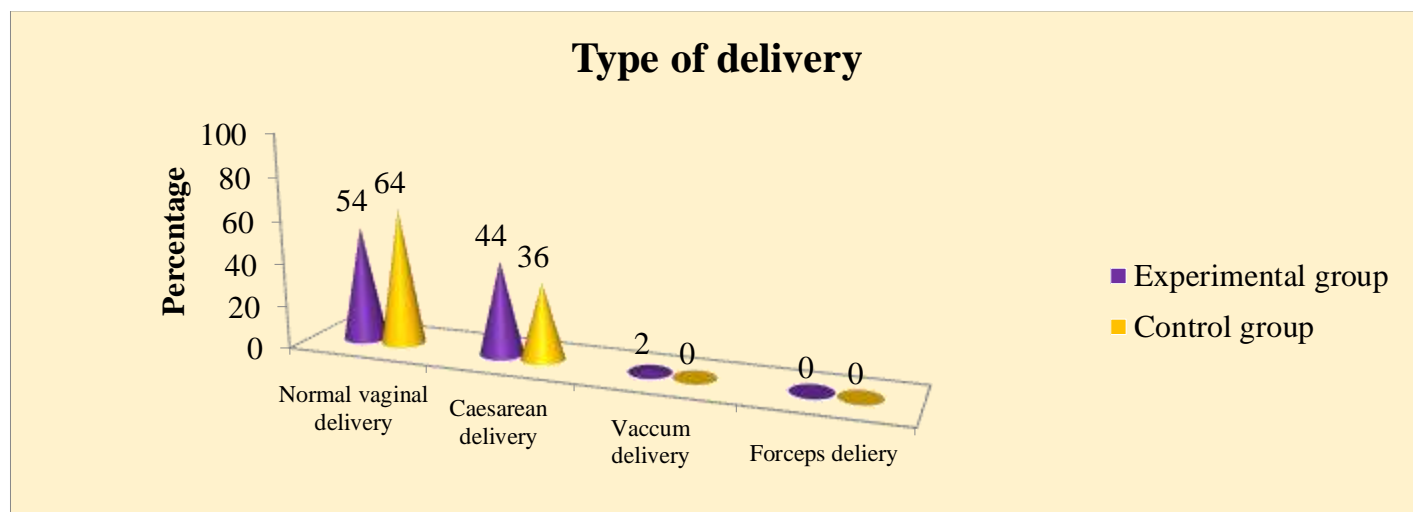 Type of delivery
Percentage
100
80
60
40
20
0
54
64
44
36
2
0
0
0
Normal vaginal
delivery
Caesarean
delivery
Vaccum
delivery
Forceps deliery
Experimental group
Control group